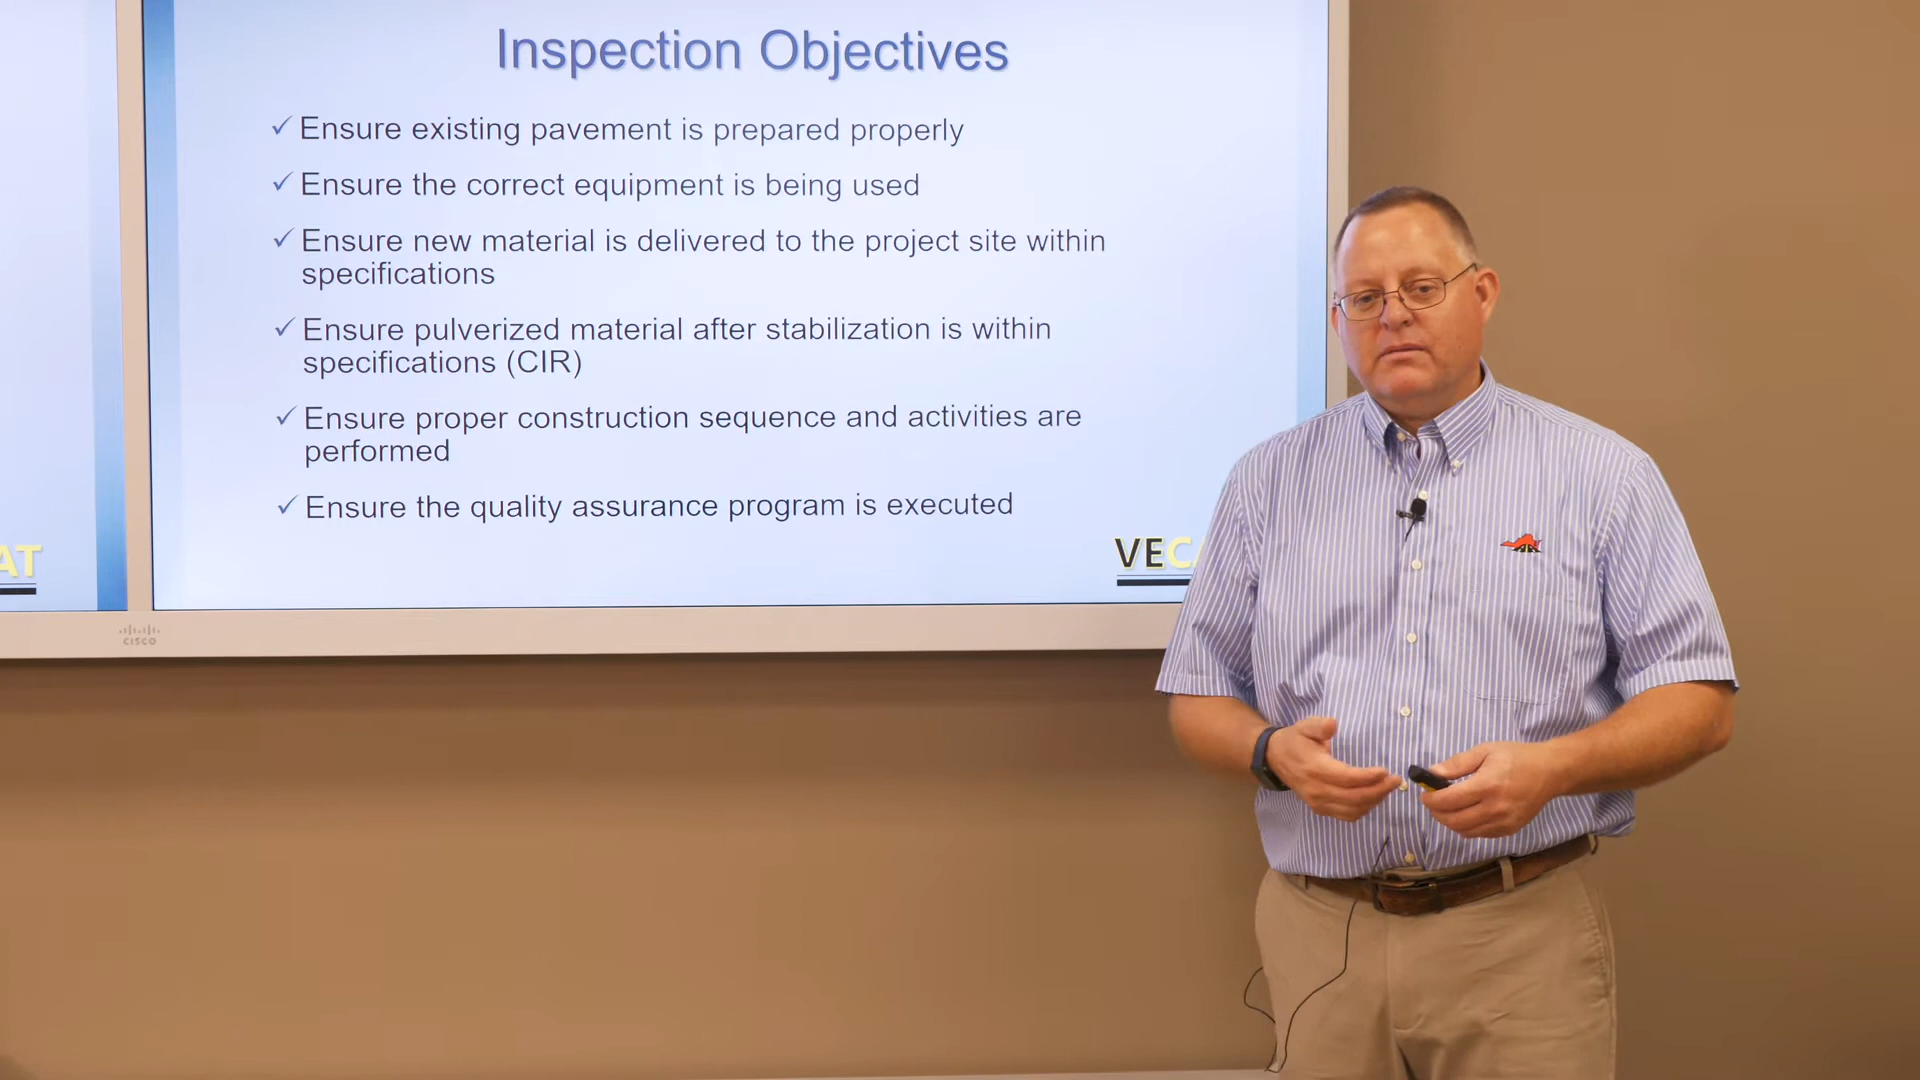 Inspection Objectives
✓ Ensure existing pavement is prepared properly
✓ Ensure the correct equipment is being used
✓ Ensure new material is delivered to the project site within
specifications
✓ Ensure pulverized material after stabilization is within
specifications (CIR)
✓ Ensure proper construction sequence and activities are
performed
✓ Ensure the quality assurance program is executed
AT
VECA
CISCO